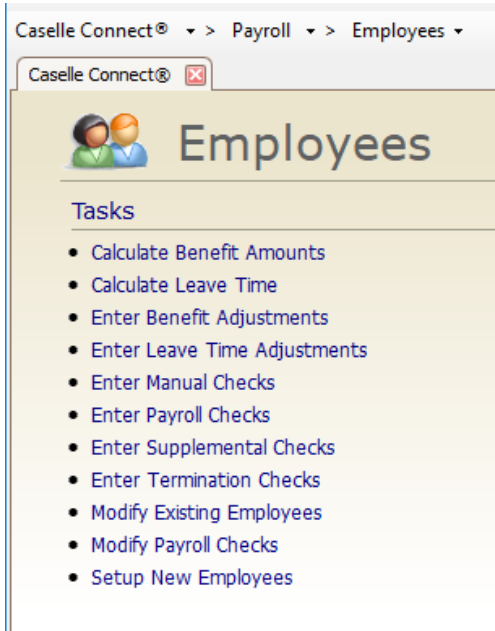 Caselle Connect® > Payroll > Employees
Caselle Connect®
Employees
Tasks
• Calculate Benefit Amounts
• Calculate Leave Time
• Enter Benefit Adjustments
• Enter Leave Time Adjustments
• Enter Manual Checks
• Enter Payroll Checks
• Enter Supplemental Checks
• Enter Termination Checks
• Modify Existing Employees
• Modify Payroll Checks
• Setup New Employees